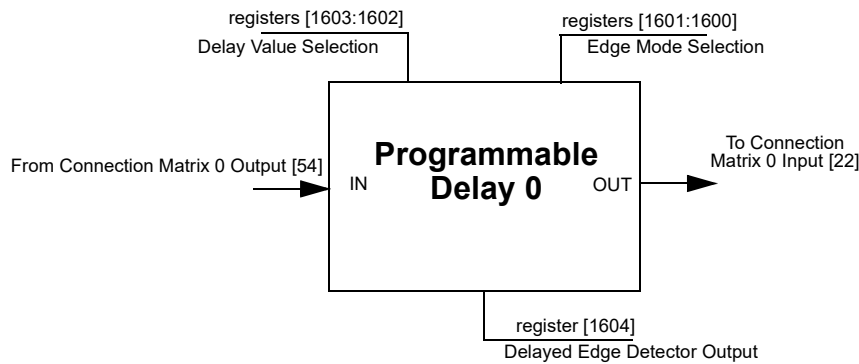 registers [1603:1602]
Delay Value Selection
registers [1601:1600]
Edge Mode Selection
From Connection Matrix 0 Output [54]
IN
Programmable
Delay 0
OUT
To Connection
Matrix 0 Input [22]
register [1604]
Delayed Edge Detector Output